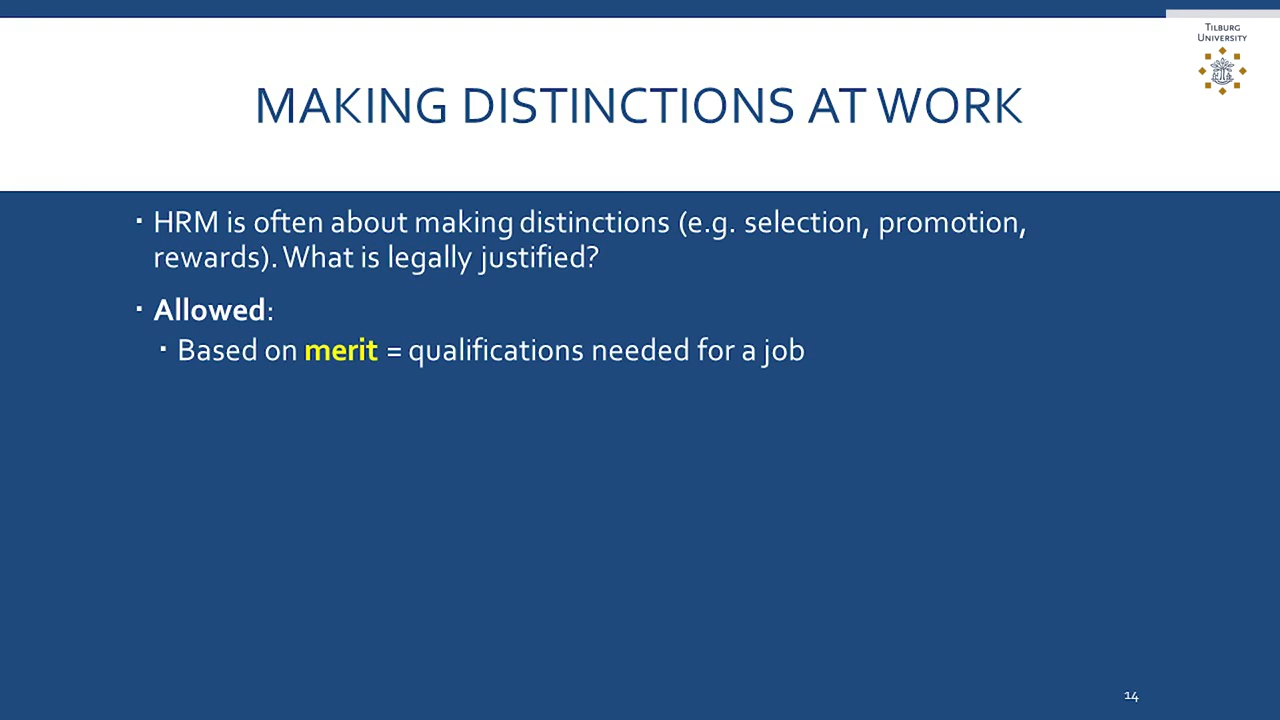 TILBURG
UNIVERSITY
MAKING DISTINCTIONS AT WORK
▪ HRM is often about making distinctions (e.g. selection, promotion,
rewards). What is legally justified?
▪ Allowed:
▪ Based on merit = qualifications needed for a job
14